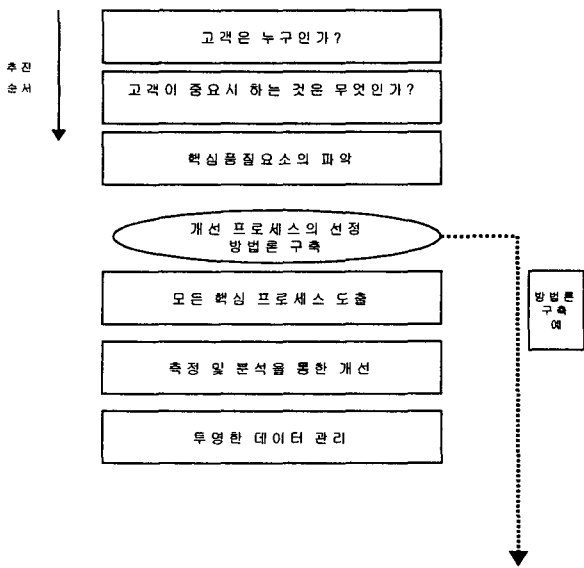 고객은 누구인가?
추진
순서
고객이 중요시 하는 것은 무엇인가?
핵심품질요소의 파악
개선 프로세스의 선정
방법론 구축
모든 핵심 프로세스 도출
방법론
구축
예
측정 및 분석을 통한 개선
투명한 데이터 관리